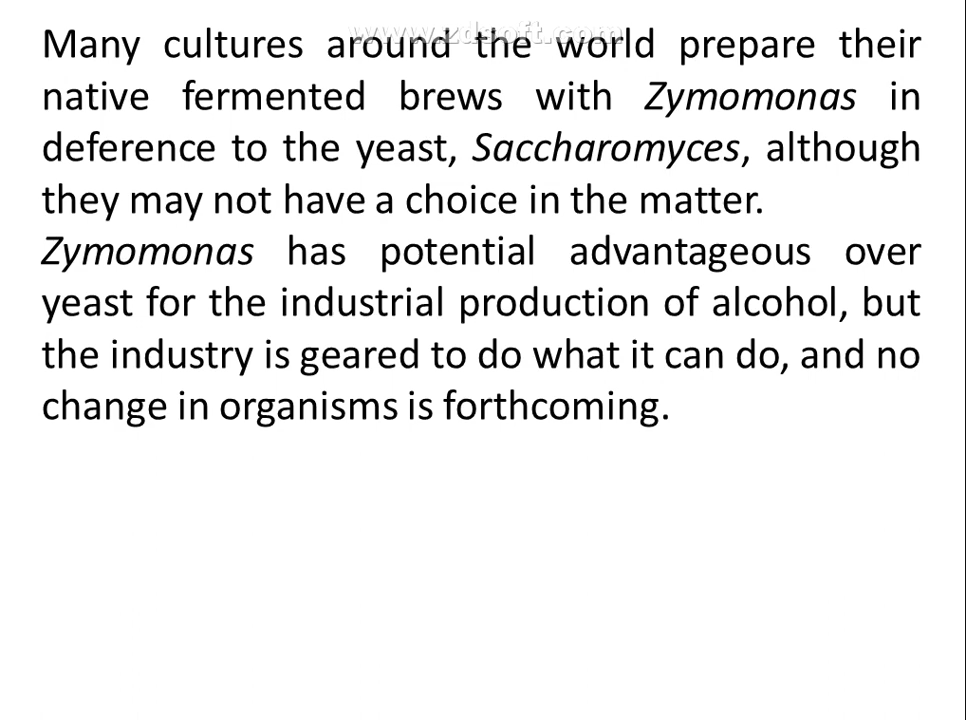 www.zdsoft.com
Many cultures around the world prepare their
native fermented brews with Zymomonas in
deference to the yeast, Saccharomyces, although
they may not have a choice in the matter.
Zymomonas has potential advantageous over
yeast for the industrial production of alcohol, but
the industry is geared to do what it can do, and no
change in organisms is forthcoming.